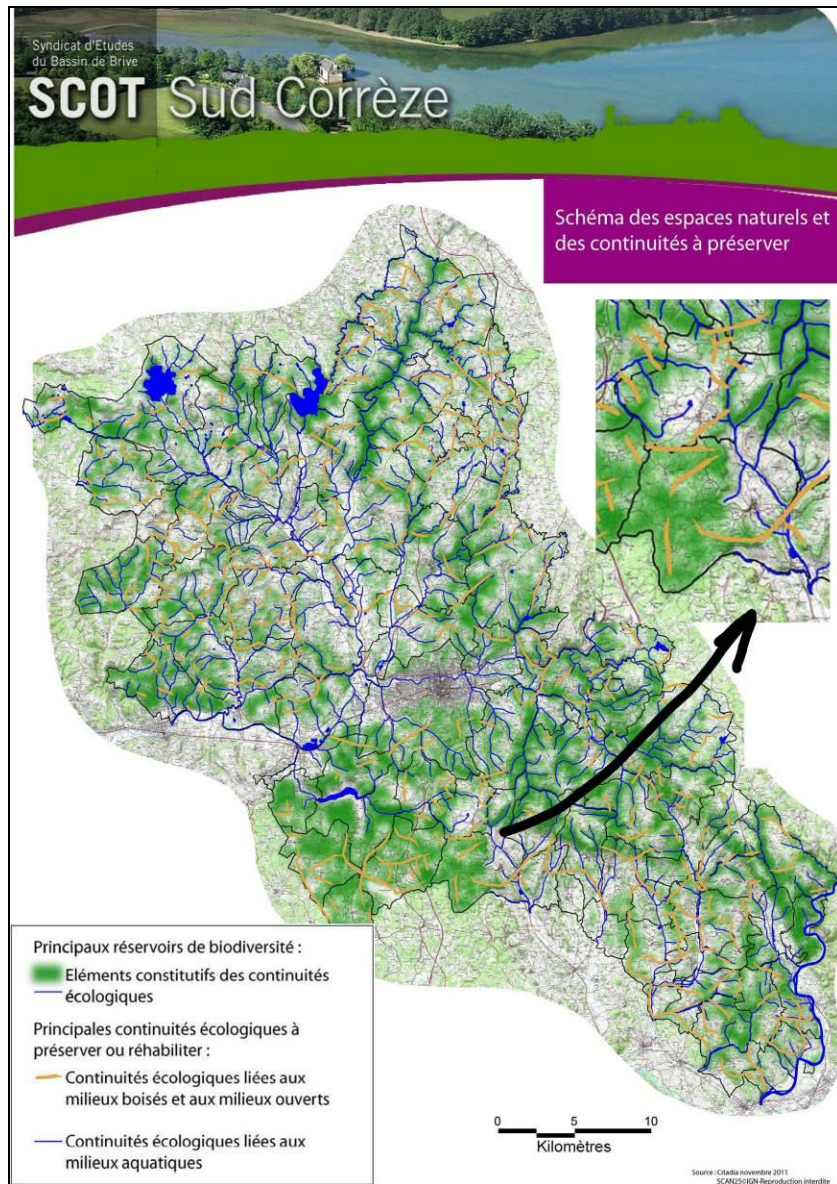 Syndicat d'Etudes
du Bassin de Brive
SCOT Sud Corrèze
Schéma des espaces naturels et
des continuités à préserver
Principaux réservoirs de biodiversité :
Eléments constitutifs des continuités
écologiques
Principales continuités écologiques à
préserver ou réhabiliter :
Continuités écologiques liées aux
milieux boisés et aux milieux ouverts
Continuités écologiques liées aux
milieux aquatiques
0 5 10
Kilomètres
Source : Citadia novembre 2011
SCAN25©IGN-Reproduction interdite